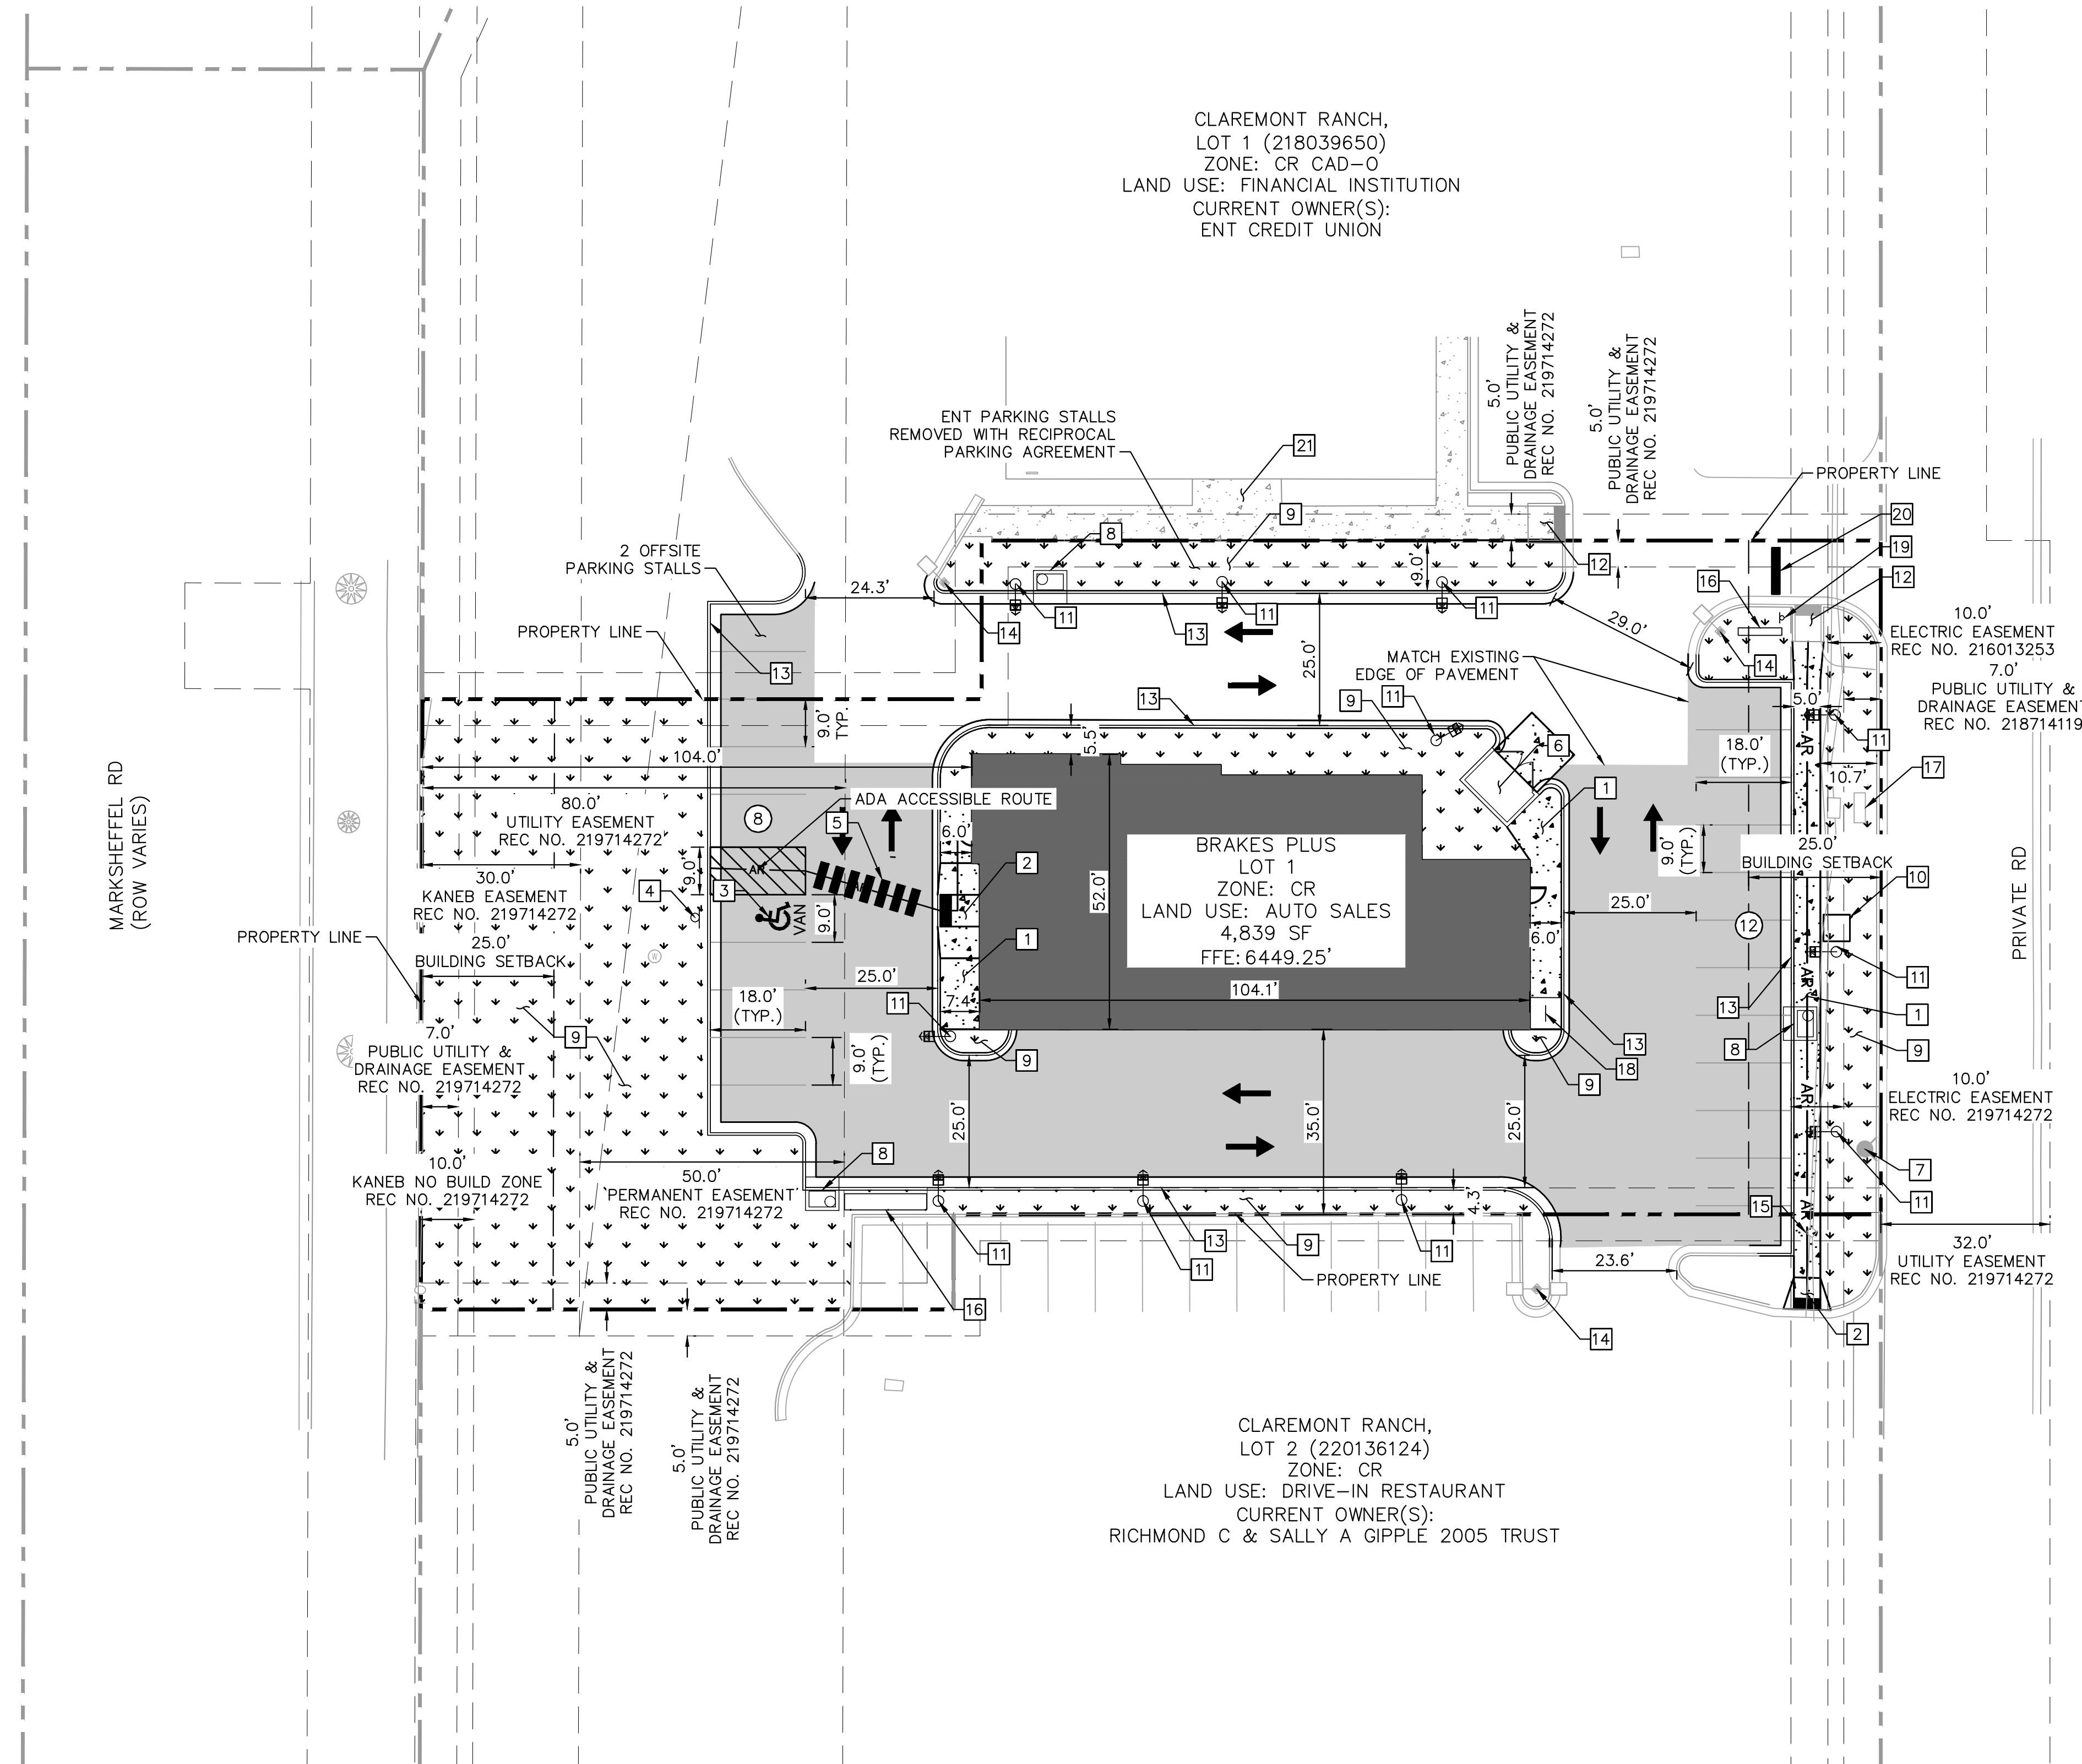 CLAREMONT RANCH,
LOT 1 (218039650)
ZONE: CR CAD-O
LAND USE: FINANCIAL INSTITUTION
CURRENT OWNER(S):
ENT CREDIT UNION
5.0'
PUBLIC UTILITY &
DRAINAGE EASEMENT
REC NO. 219714272
5.0'
PUBLIC UTILITY &
DRAINAGE EASEMENT
REC NO. 219714272
ENT PARKING STALLS
REMOVED WITH RECIPROCAL
PARKING AGREEMENT
21
9
8
PROPERTY LINE
20
19
12
12
16
2 OFFSITE
PARKING STALLS
24.3'
9.0'
14
11
13
11
11
29.0'
10.0'
ELECTRIC EASEMENT
REC NO. 216013253
7.0'
PUBLIC UTILITY &
DRAINAGE EASEMENT
REC NO. 218714119
PROPERTY LINE
13
25.0'
MATCH EXISTING
EDGE OF PAVEMENT
14
5.0'
11
13
9
11
9.0'
TYP.
5.5'
6
18.0'
(TYP.)
10.7'
17
104.0'
80.0'
UTILITY EASEMENT
REC NO. 219714272
ADA ACCESSIBLE ROUTE
8
5
6.0'
1
MARKSHEFFEL RD
(ROW VARIES)
30.0'
KANEB EASEMENT
REC NO. 219714272
9.0'
AR
4
3
VAN
9.0'
2
52.0'
BRAKES PLUS
LOT 1
ZONE: CR
LAND USE: AUTO SALES
4,839 SF
FFE: 6449.25'
AR
9.0'
(TYP.)
25.0'
BUILDING SETBACK
10
25.0'
12
6.0'
PRIVATE RD
PROPERTY LINE
25.0'
BUILDING SETBACK
W
1
25.0'
18.0'
(TYP.)
11
7.4'
104.1'
AR
11
13
1
7.0'
PUBLIC UTILITY &
DRAINAGE EASEMENT
REC NO. 219714272
9
9.0'
(TYP.)
9
13
18
9
8
9
AR
10.0'
ELECTRIC EASEMENT
REC NO. 219714272
25.0'
35.0'
25.0'
7
11
10.0'
KANEB NO BUILD ZONE
REC NO. 219714272
50.0'
PERMANENT EASEMENT
REC NO. 219714272
8
4.3'
15
AR
11
11
13
9
11
PROPERTY LINE
23.6'
32.0'
UTILITY EASEMENT
REC NO. 219714272
16
14
2
5.0'
PUBLIC UTILITY &
DRAINAGE EASEMENT
REC NO. 219714272
5.0'
PUBLIC UTILITY &
DRAINAGE EASEMENT
REC NO. 219714272
CLAREMONT RANCH,
LOT 2 (220136124)
ZONE: CR
LAND USE: DRIVE-IN RESTAURANT
CURRENT OWNER(S):
RICHMOND C & SALLY A GIPPLE 2005 TRUST